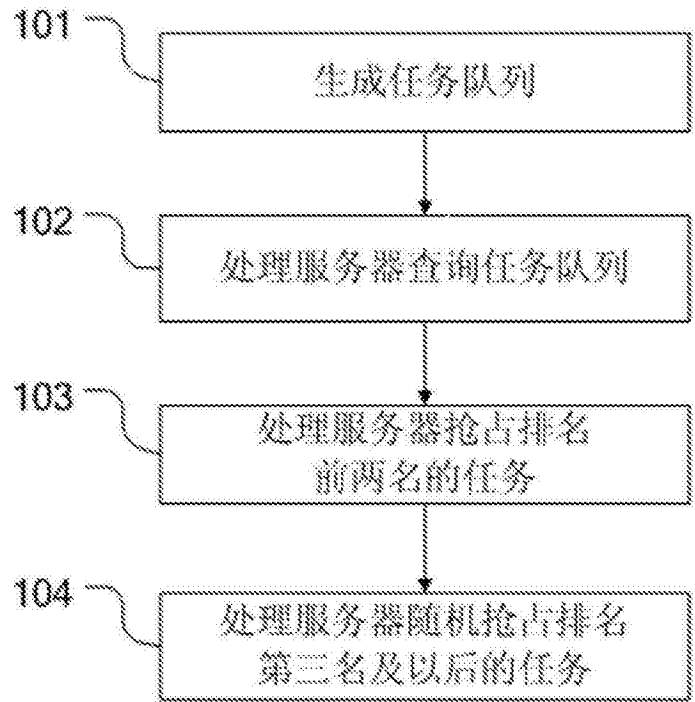 101
生成任务队列
102
处理服务器查询任务队列
103
处理服务器抢占排名
前两名的任务
104
处理服务器随机抢占排名
第三名及以后的任务